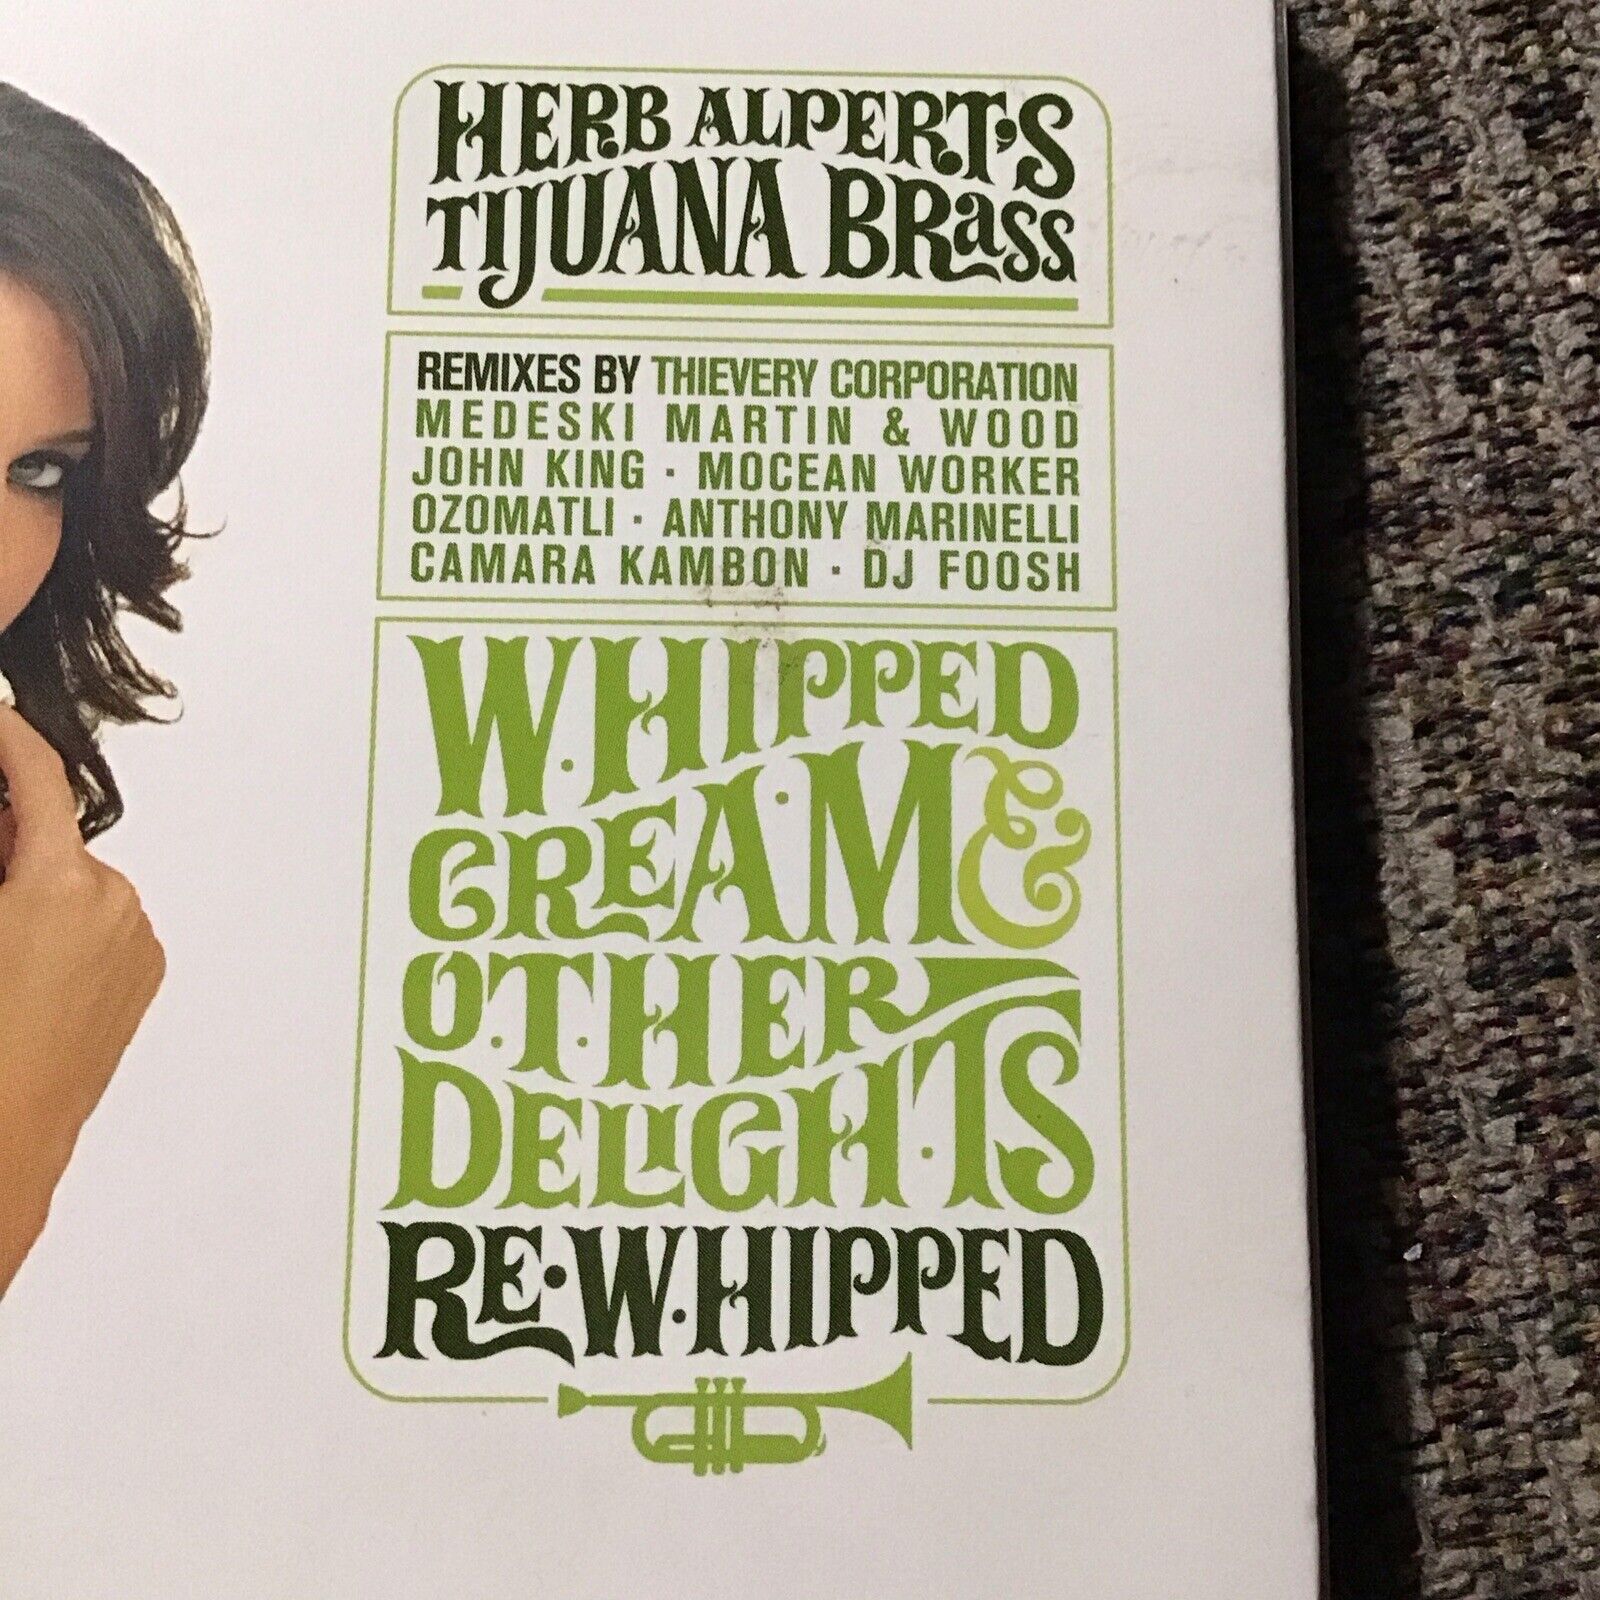 HERB ALPERT'S
TIJUANA BRASS
REMIXES BY THIEVERY CORPORATION
MEDESKI MARTIN & WOOD
JOHN KING · MOCEAN WORKER
OZOMATLI · ANTHONY MARINELLI
CAMARA KAMBON · DJ FOOSH
WHIPPED
CREAM &
OTHER
DELIGHTS
RE·WHIPPED